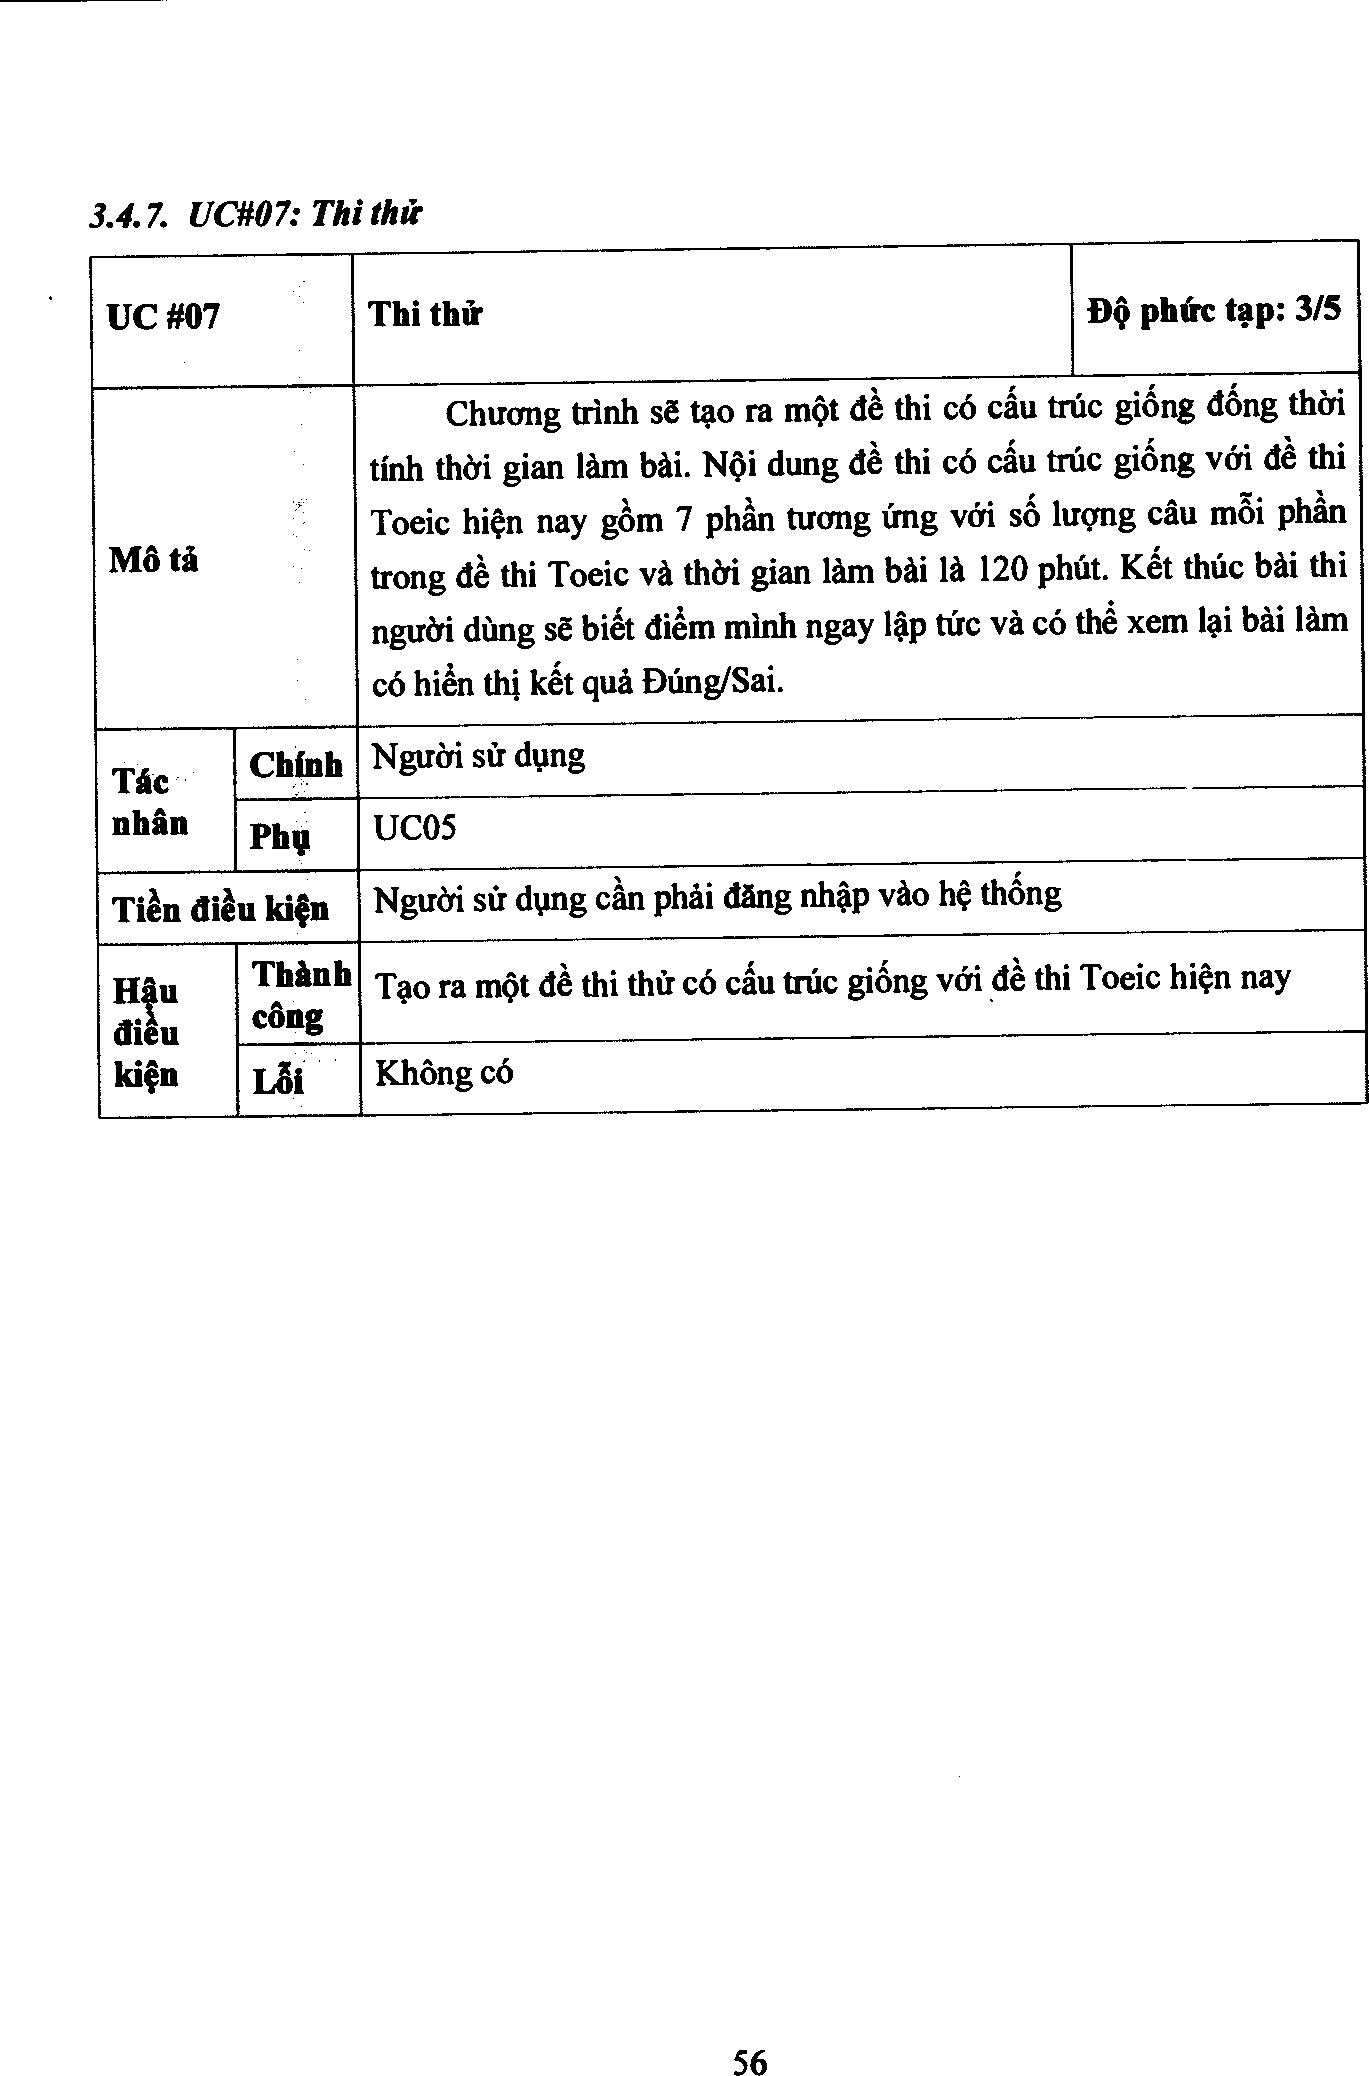 3.4.7. UC#07: Thi thử
UC #07 Thi thử Độ phức tạp: 3/5
Mô tả
Chương trình sẽ tạo ra một đề thi có cấu trúc giống đồng thời
tính thời gian làm bài. Nội dung đề thi có cấu trúc giống với đề thi
Toeic hiện nay gồm 7 phần tương ứng với số lượng câu mỗi phần
trong đề thi Toeic và thời gian làm bài là 120 phút. Kết thúc bài thi
người dùng sẽ biết điểm mình ngay lập tức và có thể xem lại bài làm
có hiển thị kết quả Đúng/Sai.
Tác
nhân
Chính Người sử dụng
Phụ UC05
Tiền điều kiện Người sử dụng cần phải đăng nhập vào hệ thống
Hậu
điều
kiện
Thành
công
Tạo ra một đề thi thử có cấu trúc giống với đề thi Toeic hiện nay
Lỗi Không có
56